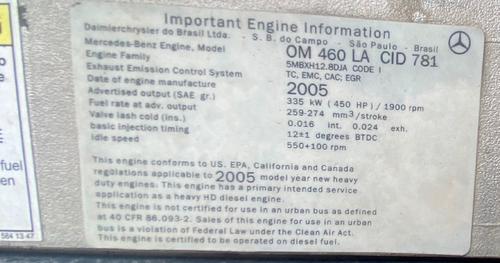 Important Engine Information
Daimlerchrysler do Brasil Ltda. - S. B. do Campo - São Paulo - Brasil
Mercedes-Benz Engine, Model OM 460 LA CID 781
Engine Family 5MBXH12.8DJA CODE I
Exhaust Emission Control System TC, EMC, CAC; EGR
Date of engine manufacture 2005
Advertised output (SAE gr.) 335 kW (450 HP) / 1900 rpm
Fuel rate at adv. output 259-274 mm³/stroke
Valve lash cold (ins.) 0.016 int. 0.024 exh.
basic injection timing 12±1 degrees BTDC
Idle speed 550+100 rpm
This engine conforms to US. EPA, California and Canada
regulations applicable to 2005 model year new heavy
duty engines. This engine has a primary intended service
application as a heavy HD diesel engine.
This engine is not certified for use in an urban bus as defined
at 40 CFR 86.093-2. Sales of this engine for use in an urban
bus is a violation of Federal Law under the Clean Air Act.
This engine is certified to be operated on diesel fuel.
fuel
en
584 13 47